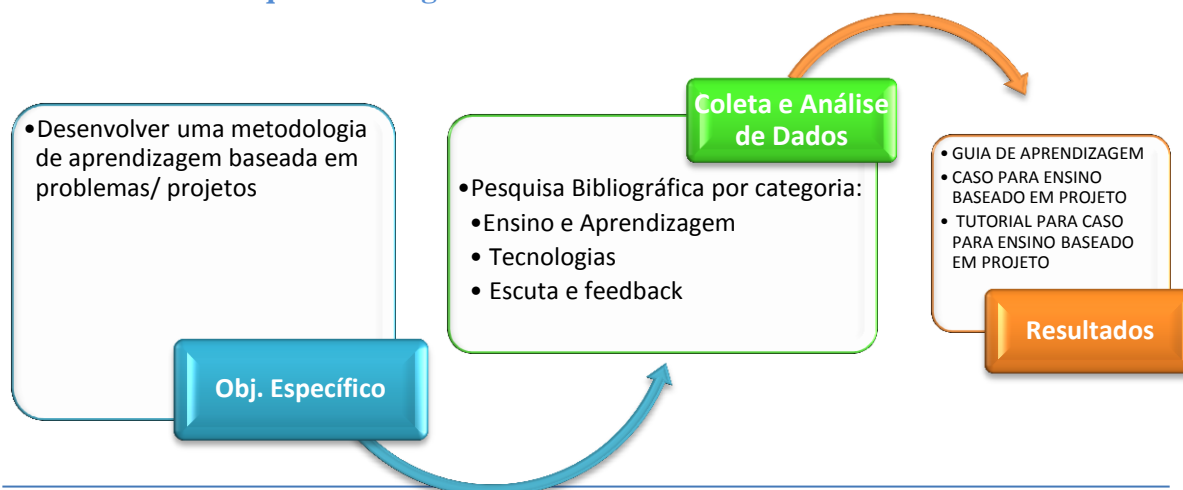 •Desenvolver uma metodologia
de aprendizagem baseada em
problemas/ projetos
Obj. Específico
Coleta e Análise
de Dados
•Pesquisa Bibliográfica por categoria:
•Ensino e Aprendizagem
• Tecnologias
• Escuta e feedback
• GUIA DE APRENDIZAGEM
• CASO PARA ENSINO
BASEADO EM PROJETO
• TUTORIAL PARA CASO
PARA ENSINO BASEADO
EM PROJETO
Resultados